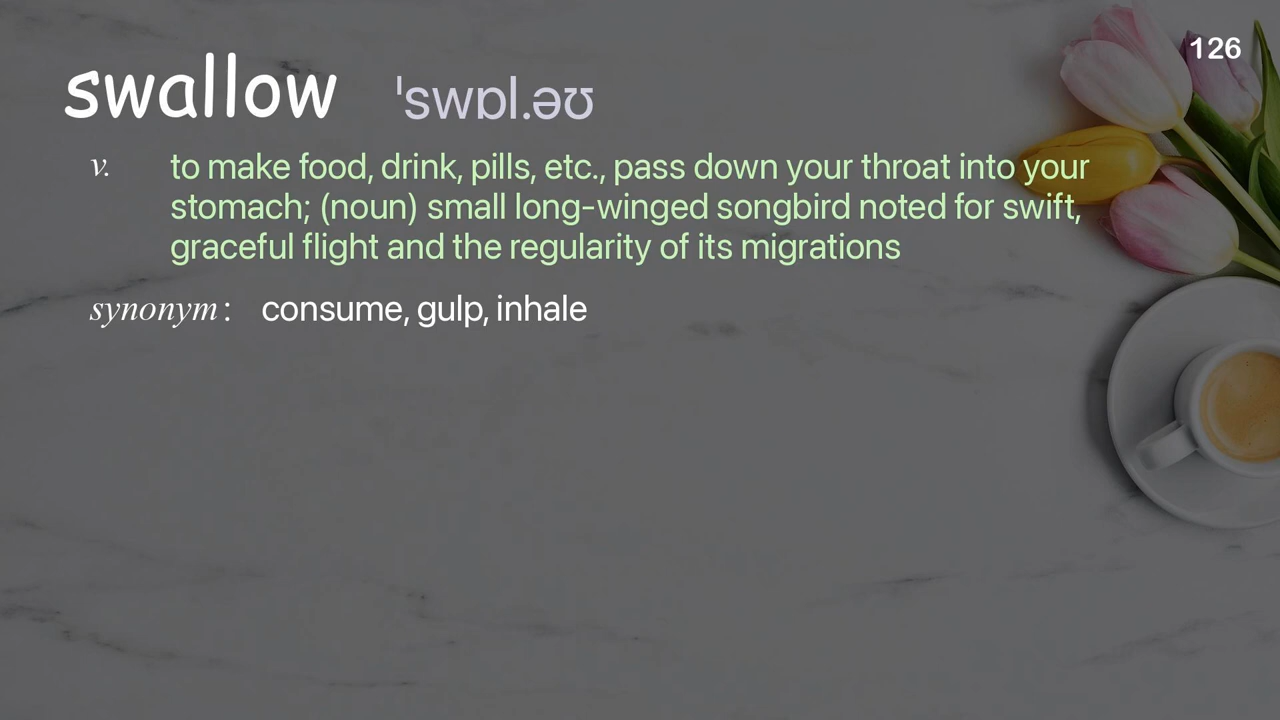 126
swallow ˈswɒl.əʊ
v. to make food, drink, pills, etc., pass down your throat into your
stomach; (noun) small long-winged songbird noted for swift,
graceful flight and the regularity of its migrations
synonym: consume, gulp, inhale